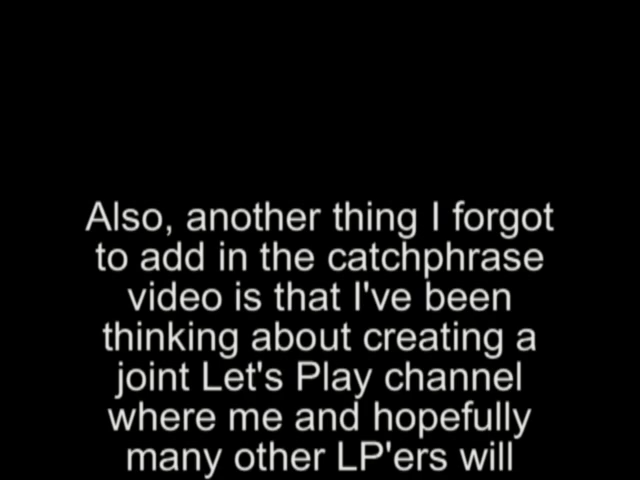 Also, another thing I forgot
to add in the catchphrase
video is that I've been
thinking about creating a
joint Let's Play channel
where me and hopefully
many other LP'ers will